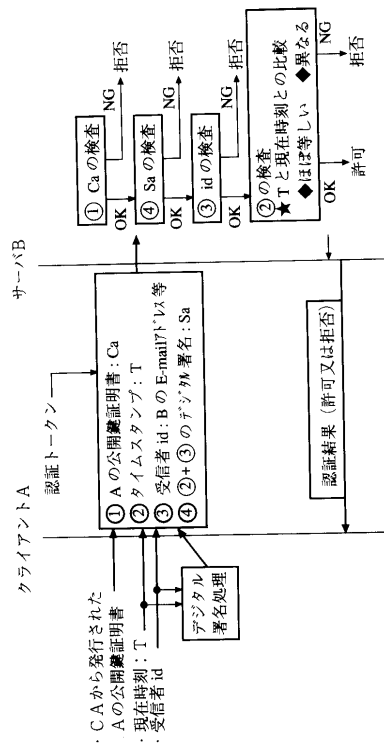 クライアントA
サーバB
認証トークン
・CAから発行された
Aの公開鍵証明書
・現在時刻：T
・受信者id
デジタル
署名処理
① Aの公開鍵証明書：Ca
② タイムスタンプ：T
③ 受信者id：BのE-mailアドレス等
④ ②+③のデジタル署名：Sa
① Caの検査
OK
NG
拒否
④ Saの検査
OK
NG
拒否
③ idの検査
OK
NG
拒否
②の検査
★Tと現在時刻との比較
◆ほぼ等しい ◆異なる
OK
NG
許可
拒否
認証結果（許可又は拒否）